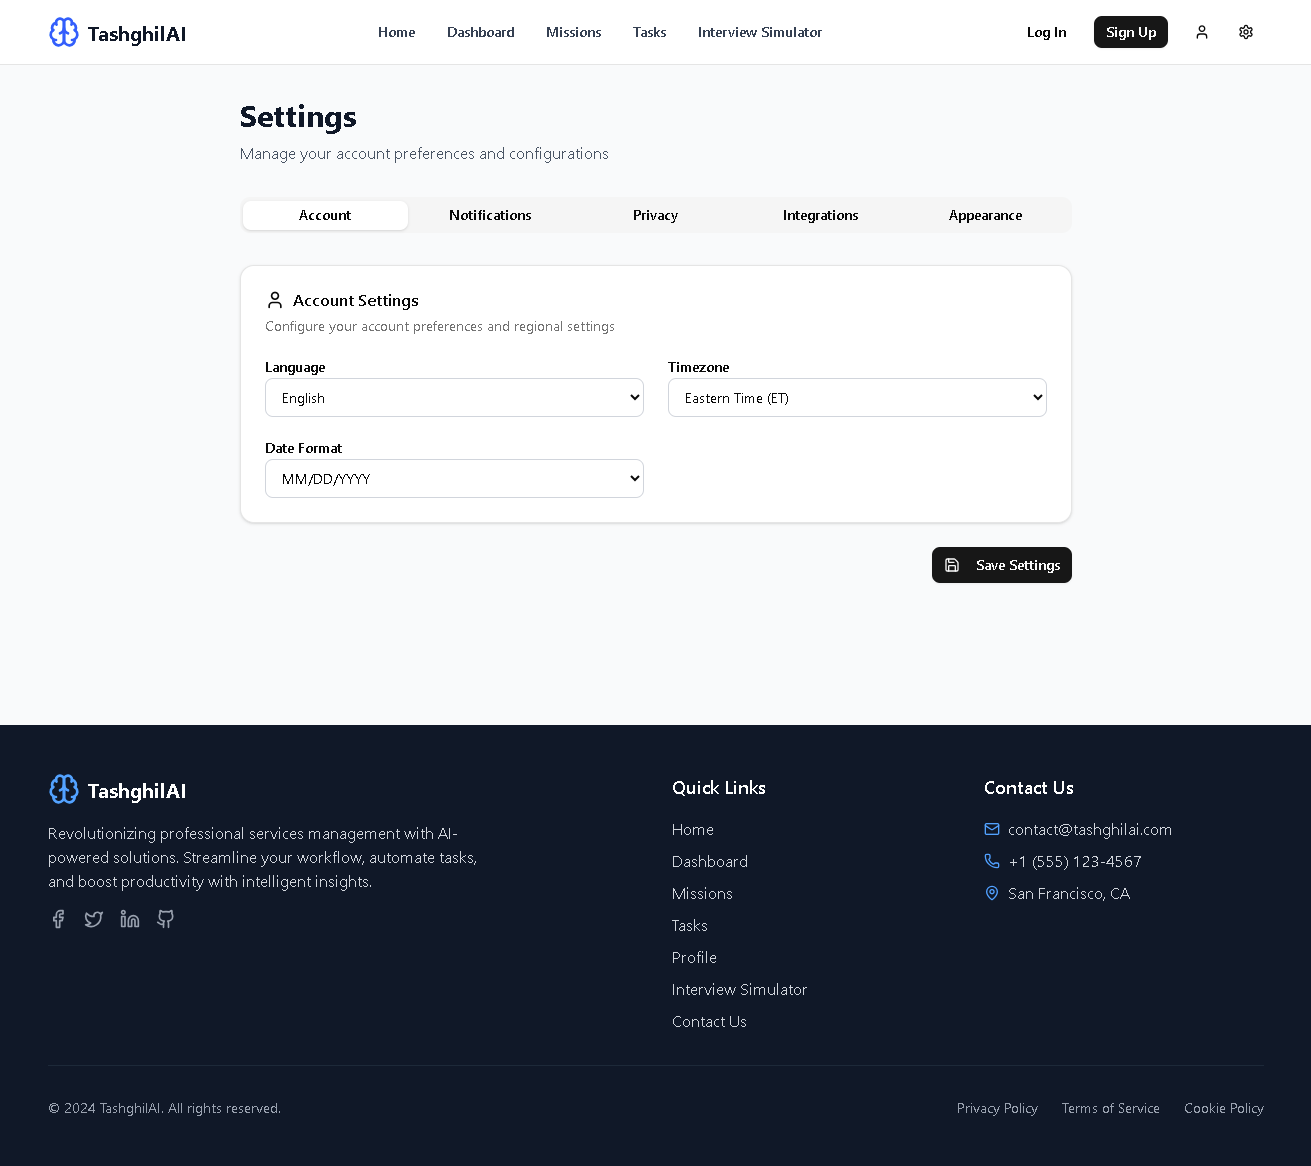 TashghilAI
Home
Dashboard
Missions
Tasks
Interview Simulator
Log In
Sign Up
Settings
Manage your account preferences and configurations
Account
Notifications
Privacy
Integrations
Appearance
Account Settings
Configure your account preferences and regional settings
Language
English
Timezone
Eastern Time (ET)
Date Format
MM/DD/YYYY
Save Settings
TashghilAI
Revolutionizing professional services management with AI-
powered solutions. Streamline your workflow, automate tasks,
and boost productivity with intelligent insights.
Quick Links
Home
Dashboard
Missions
Tasks
Profile
Interview Simulator
Contact Us
Contact Us
contact@tashghilai.com
+1 (555) 123-4567
San Francisco, CA
© 2024 TashghilAI. All rights reserved.
Privacy Policy
Terms of Service
Cookie Policy